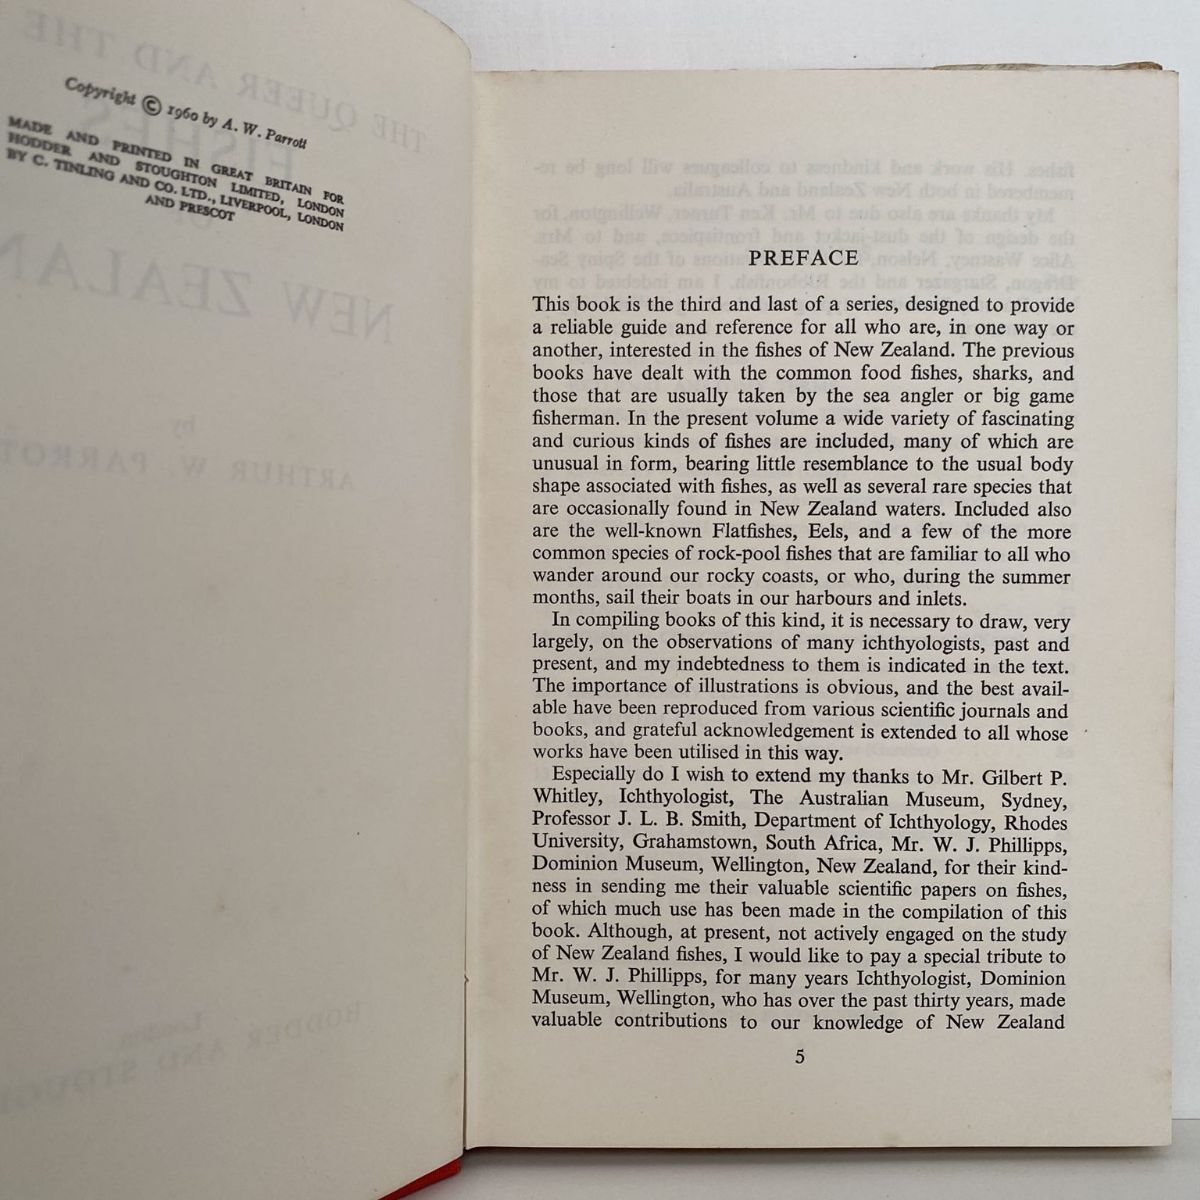 Copyright © 1960 by A. W. Parrott
MADE AND PRINTED IN GREAT BRITAIN FOR
HODDER AND STOUGHTON LIMITED, LONDON
BY C. TINLING AND CO. LTD., LIVERPOOL, LONDON
AND PRESCOT
PREFACE
This book is the third and last of a series, designed to provide
a reliable guide and reference for all who are, in one way or
another, interested in the fishes of New Zealand. The previous
books have dealt with the common food fishes, sharks, and
those that are usually taken by the sea angler or big game
fisherman. In the present volume a wide variety of fascinating
and curious kinds of fishes are included, many of which are
unusual in form, bearing little resemblance to the usual body
shape associated with fishes, as well as several rare species that
are occasionally found in New Zealand waters. Included also
are the well-known Flatfishes, Eels, and a few of the more
common species of rock-pool fishes that are familiar to all who
wander around our rocky coasts, or who, during the summer
months, sail their boats in our harbours and inlets.
In compiling books of this kind, it is necessary to draw, very
largely, on the observations of many ichthyologists, past and
present, and my indebtedness to them is indicated in the text.
The importance of illustrations is obvious, and the best avail-
able have been reproduced from various scientific journals and
books, and grateful acknowledgement is extended to all whose
works have been utilised in this way.
Especially do I wish to extend my thanks to Mr. Gilbert P.
Whitley, Ichthyologist, The Australian Museum, Sydney,
Professor J. L. B. Smith, Department of Ichthyology, Rhodes
University, Grahamstown, South Africa, Mr. W. J. Phillipps,
Dominion Museum, Wellington, New Zealand, for their kind-
ness in sending me their valuable scientific papers on fishes,
of which much use has been made in the compilation of this
book. Although, at present, not actively engaged on the study
of New Zealand fishes, I would like to pay a special tribute to
Mr. W. J. Phillipps, for many years Ichthyologist, Dominion
Museum, Wellington, who has over the past thirty years, made
valuable contributions to our knowledge of New Zealand
5